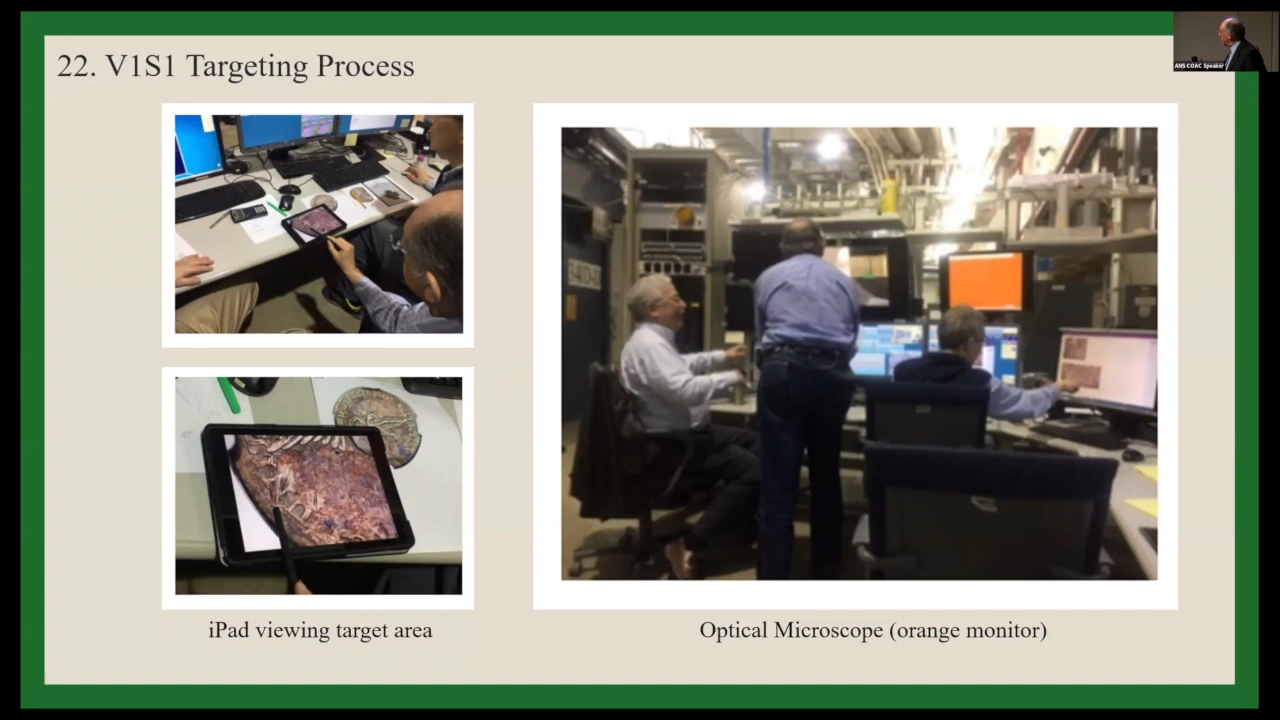 22. V1S1 Targeting Process
ANS COAC Speaker
iPad viewing target area
Optical Microscope (orange monitor)